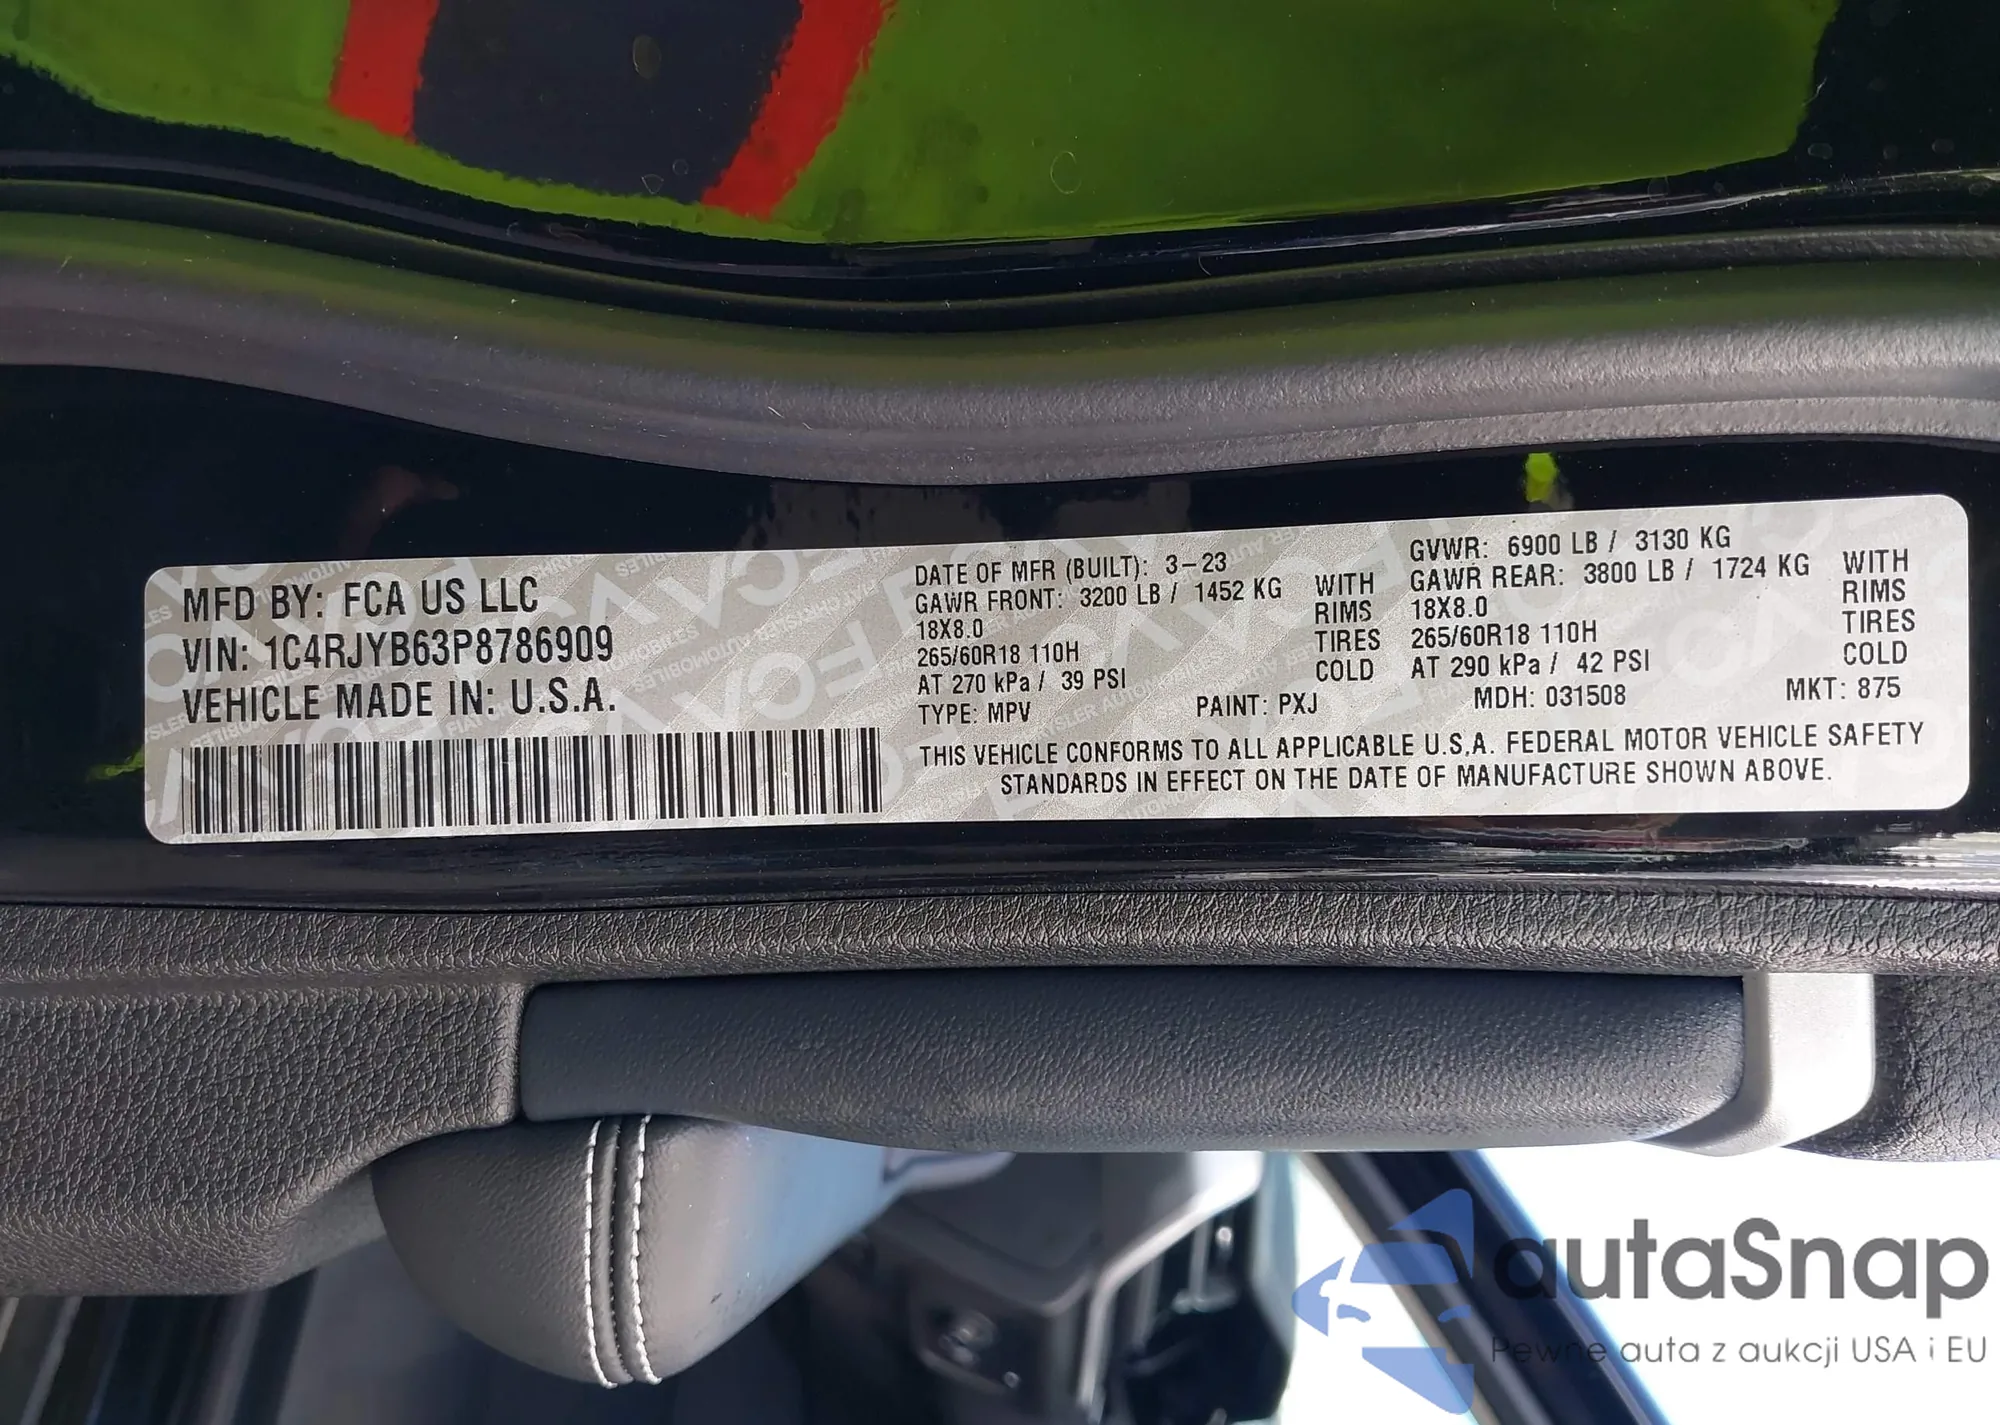 MFD BY: FCA US LLC
VIN: 1C4RJYB63P8786909
VEHICLE MADE IN: U.S.A.
DATE OF MFR (BUILT): 3-23
GAWR FRONT: 3200 LB / 1452 KG WITH
18X8.0 RIMS
265/60R18 110H TIRES
AT 270 kPa / 39 PSI COLD
GVWR: 6900 LB / 3130 KG
GAWR REAR: 3800 LB / 1724 KG WITH
18X8.0 RIMS
265/60R18 110H TIRES
AT 290 kPa / 42 PSI COLD
TYPE: MPV PAINT: PXJ MDH: 031508 MKT: 875
THIS VEHICLE CONFORMS TO ALL APPLICABLE U.S.A. FEDERAL MOTOR VEHICLE SAFETY
STANDARDS IN EFFECT ON THE DATE OF MANUFACTURE SHOWN ABOVE.
autaSnap
Pewne auta z aukcji USA i EU